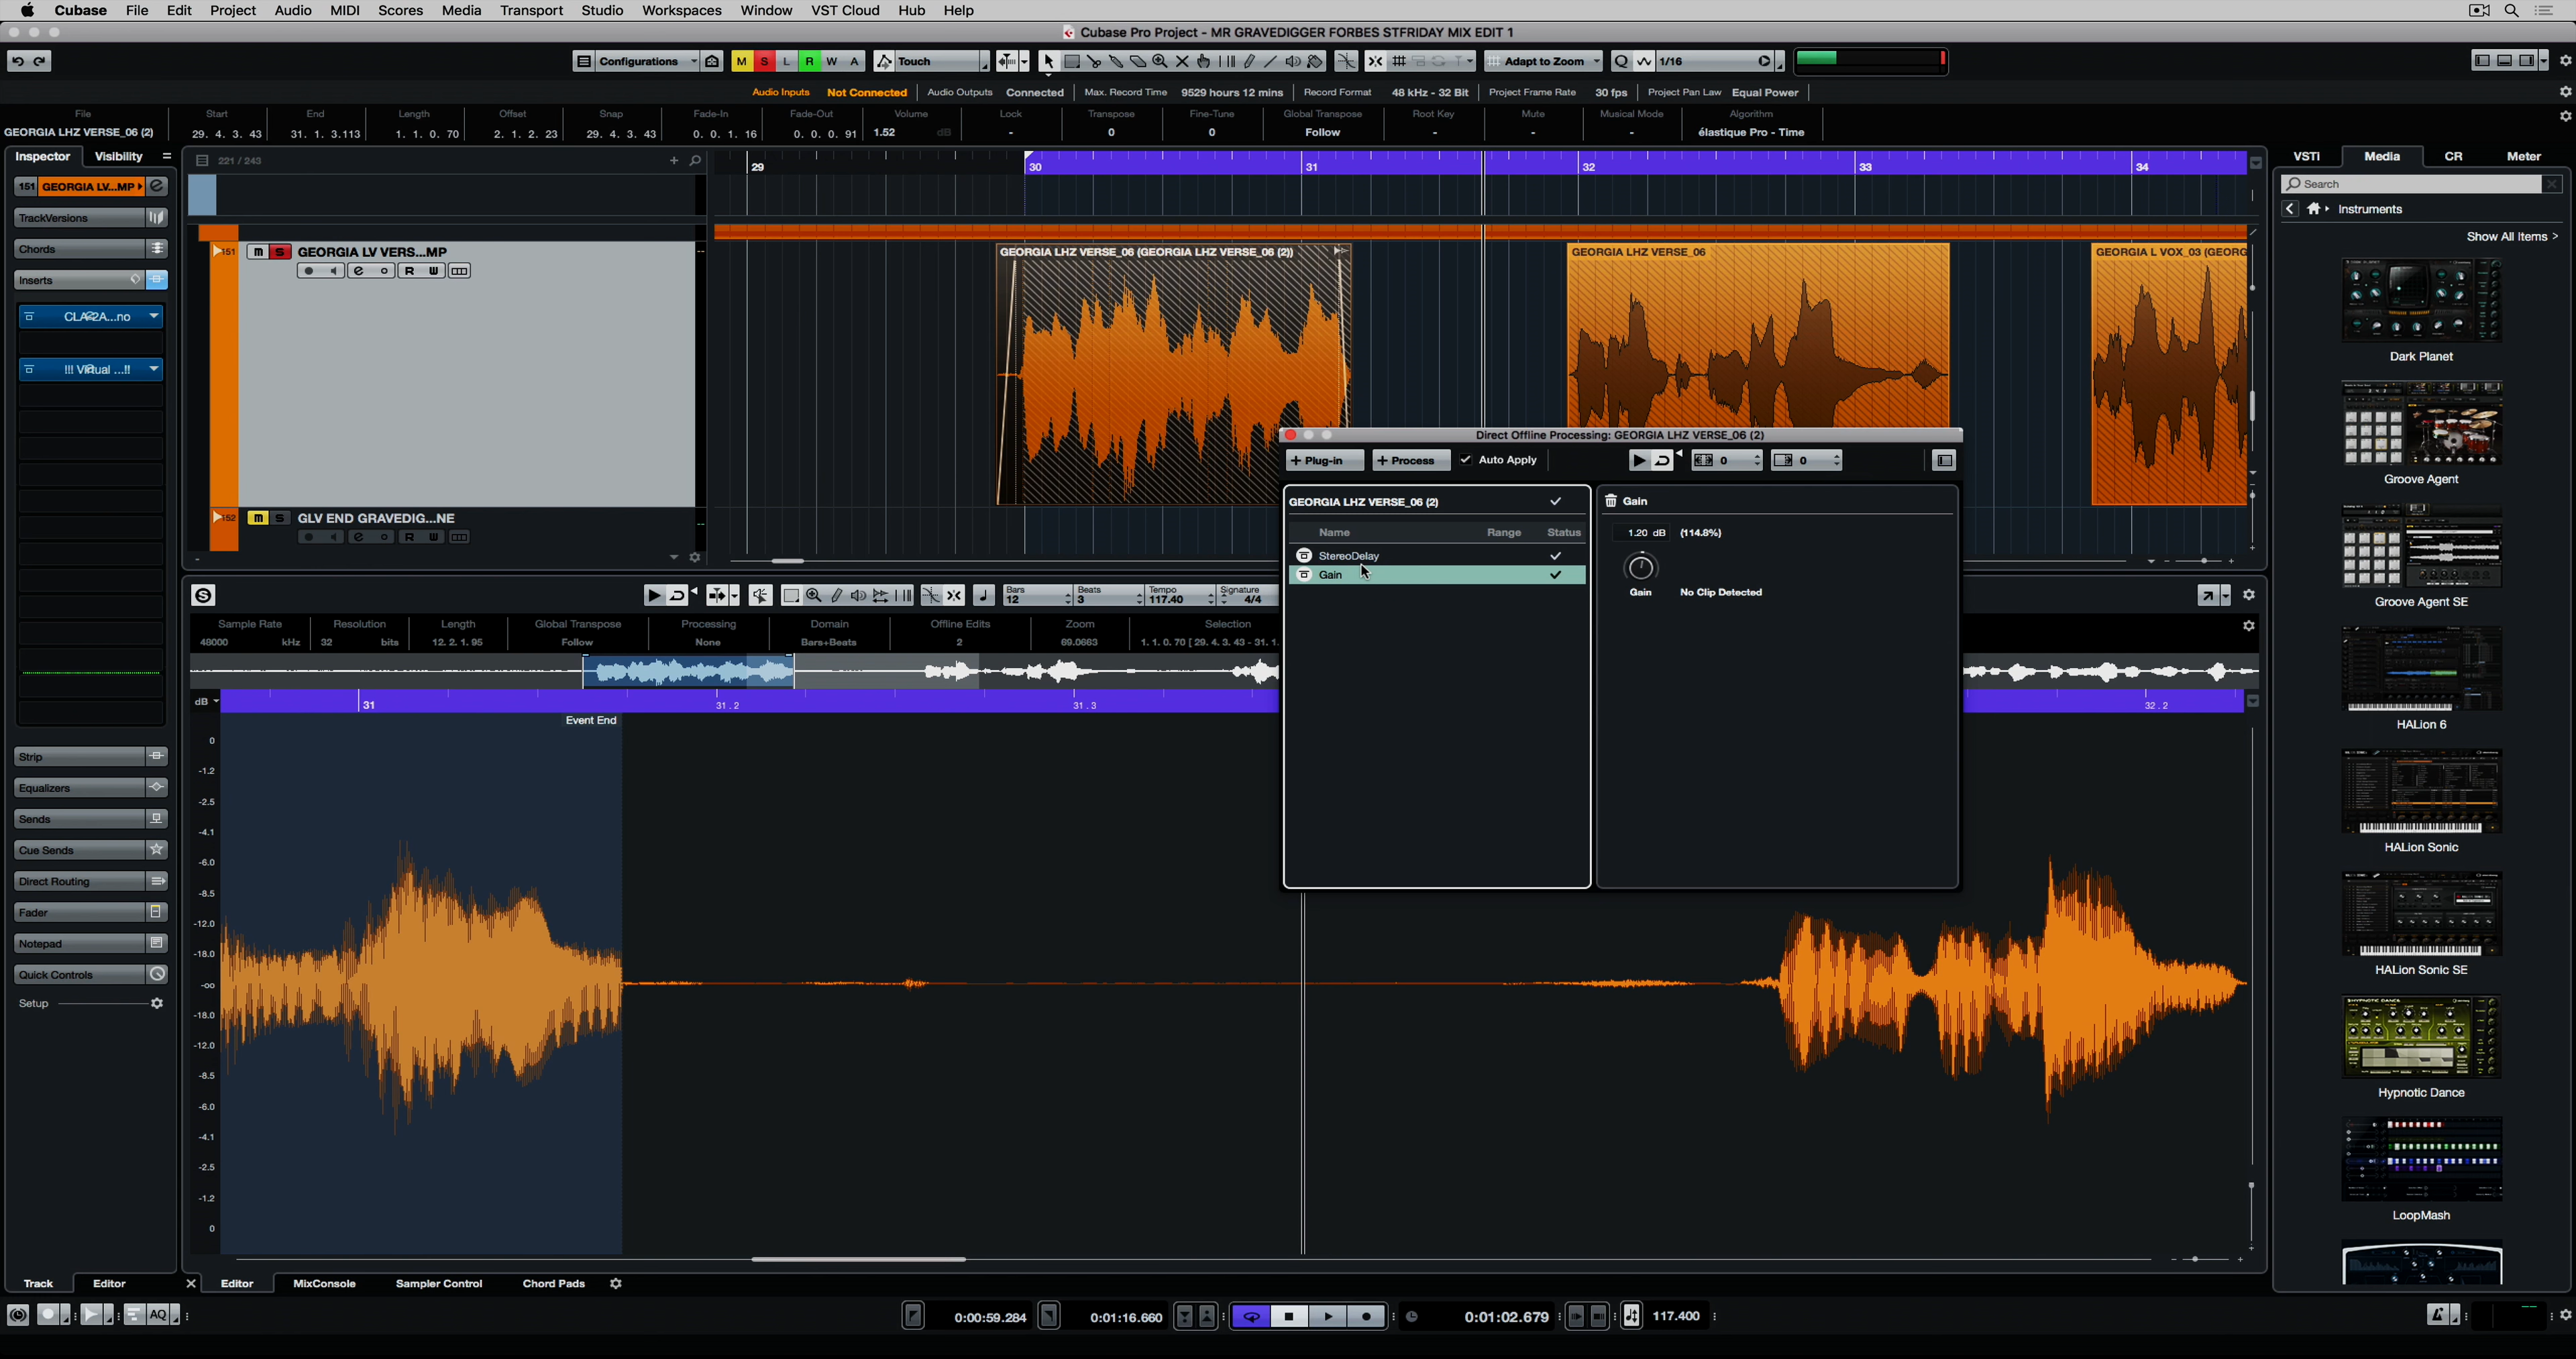 Cubase File Edit Project Audio MIDI Scores Media Transport Studio Workspaces Window VST Cloud Hub Help
Cubase Pro Project - MR GRAVEDIGGER FORBES STFRIDAY MIX EDIT 1
Configurations M S L R W A Touch Adapt to Zoom Q 1/16
Audio Inputs Not Connected Audio Outputs Connected Max. Record Time 9529 hours 12 mins Record Format 48 kHz - 32 Bit Project Frame Rate 30 fps Project Pan Law Equal Power
File Start End Length Offset Snap Fade-In Fade-Out Volume Lock Transpose Fine-Tune Global Transpose Root Key Mute Musical Mode Algorithm
GEORGIA LHZ VERSE_06 (2) 29. 4. 3. 43 31. 1. 3.113 1. 1. 0. 70 2. 1. 2. 23 29. 4. 3. 43 0. 0. 1. 16 0. 0. 0. 91 1.52 dB - 0 0 Follow - - - élastique Pro - Time
Inspector Visibility
221 / 243
29 30 31 32 33 34
VSTi Media CR Meter
Search
Instruments
Show All Items >
151 GEORGIA LV...MP
TrackVersions
Chords
Inserts
CLA-2A...no
!!! Virtual ...!!
Strip
Equalizers
Sends
Cue Sends
Direct Routing
Fader
Notepad
Quick Controls
Setup
151 m S GEORGIA LV VERS...MP
e R W
152 m S GLV END GRAVEDIG...NE
e R W
GEORGIA LHZ VERSE_06 (GEORGIA LHZ VERSE_06 (2))
GEORGIA LHZ VERSE_06
GEORGIA L VOX_03 (GEORG
Direct Offline Processing: GEORGIA LHZ VERSE_06 (2)
+ Plug-in + Process Auto Apply 0 0
GEORGIA LHZ VERSE_06 (2)
Name Range Status
StereoDelay
Gain
Gain
1.20 dB (114.8%)
Gain No Clip Detected
Bars 12 Beats 3 Tempo 117.40 Signature 4/4
Sample Rate Resolution Length Global Transpose Processing Domain Offline Edits Zoom Selection
48000 kHz 32 bits 12. 2. 1. 95 Follow None Bars+Beats 2 69.0663 1. 1. 0. 70 [ 29. 4. 3. 43 - 31. 1.
dB 31 31 . 2 31 . 3 32 . 2
Event End
0
-1.2
-2.5
-4.1
-6.0
-8.5
-12.0
-18.0
-oo
-18.0
-12.0
-8.5
-6.0
-4.1
-2.5
-1.2
0
Dark Planet
Groove Agent
Groove Agent SE
HALion 6
HALion Sonic
HALion Sonic SE
Hypnotic Dance
LoopMash
Track Editor Editor MixConsole Sampler Control Chord Pads
AQ 0:00:59.284 0:01:16.660 0:01:02.679 117.400